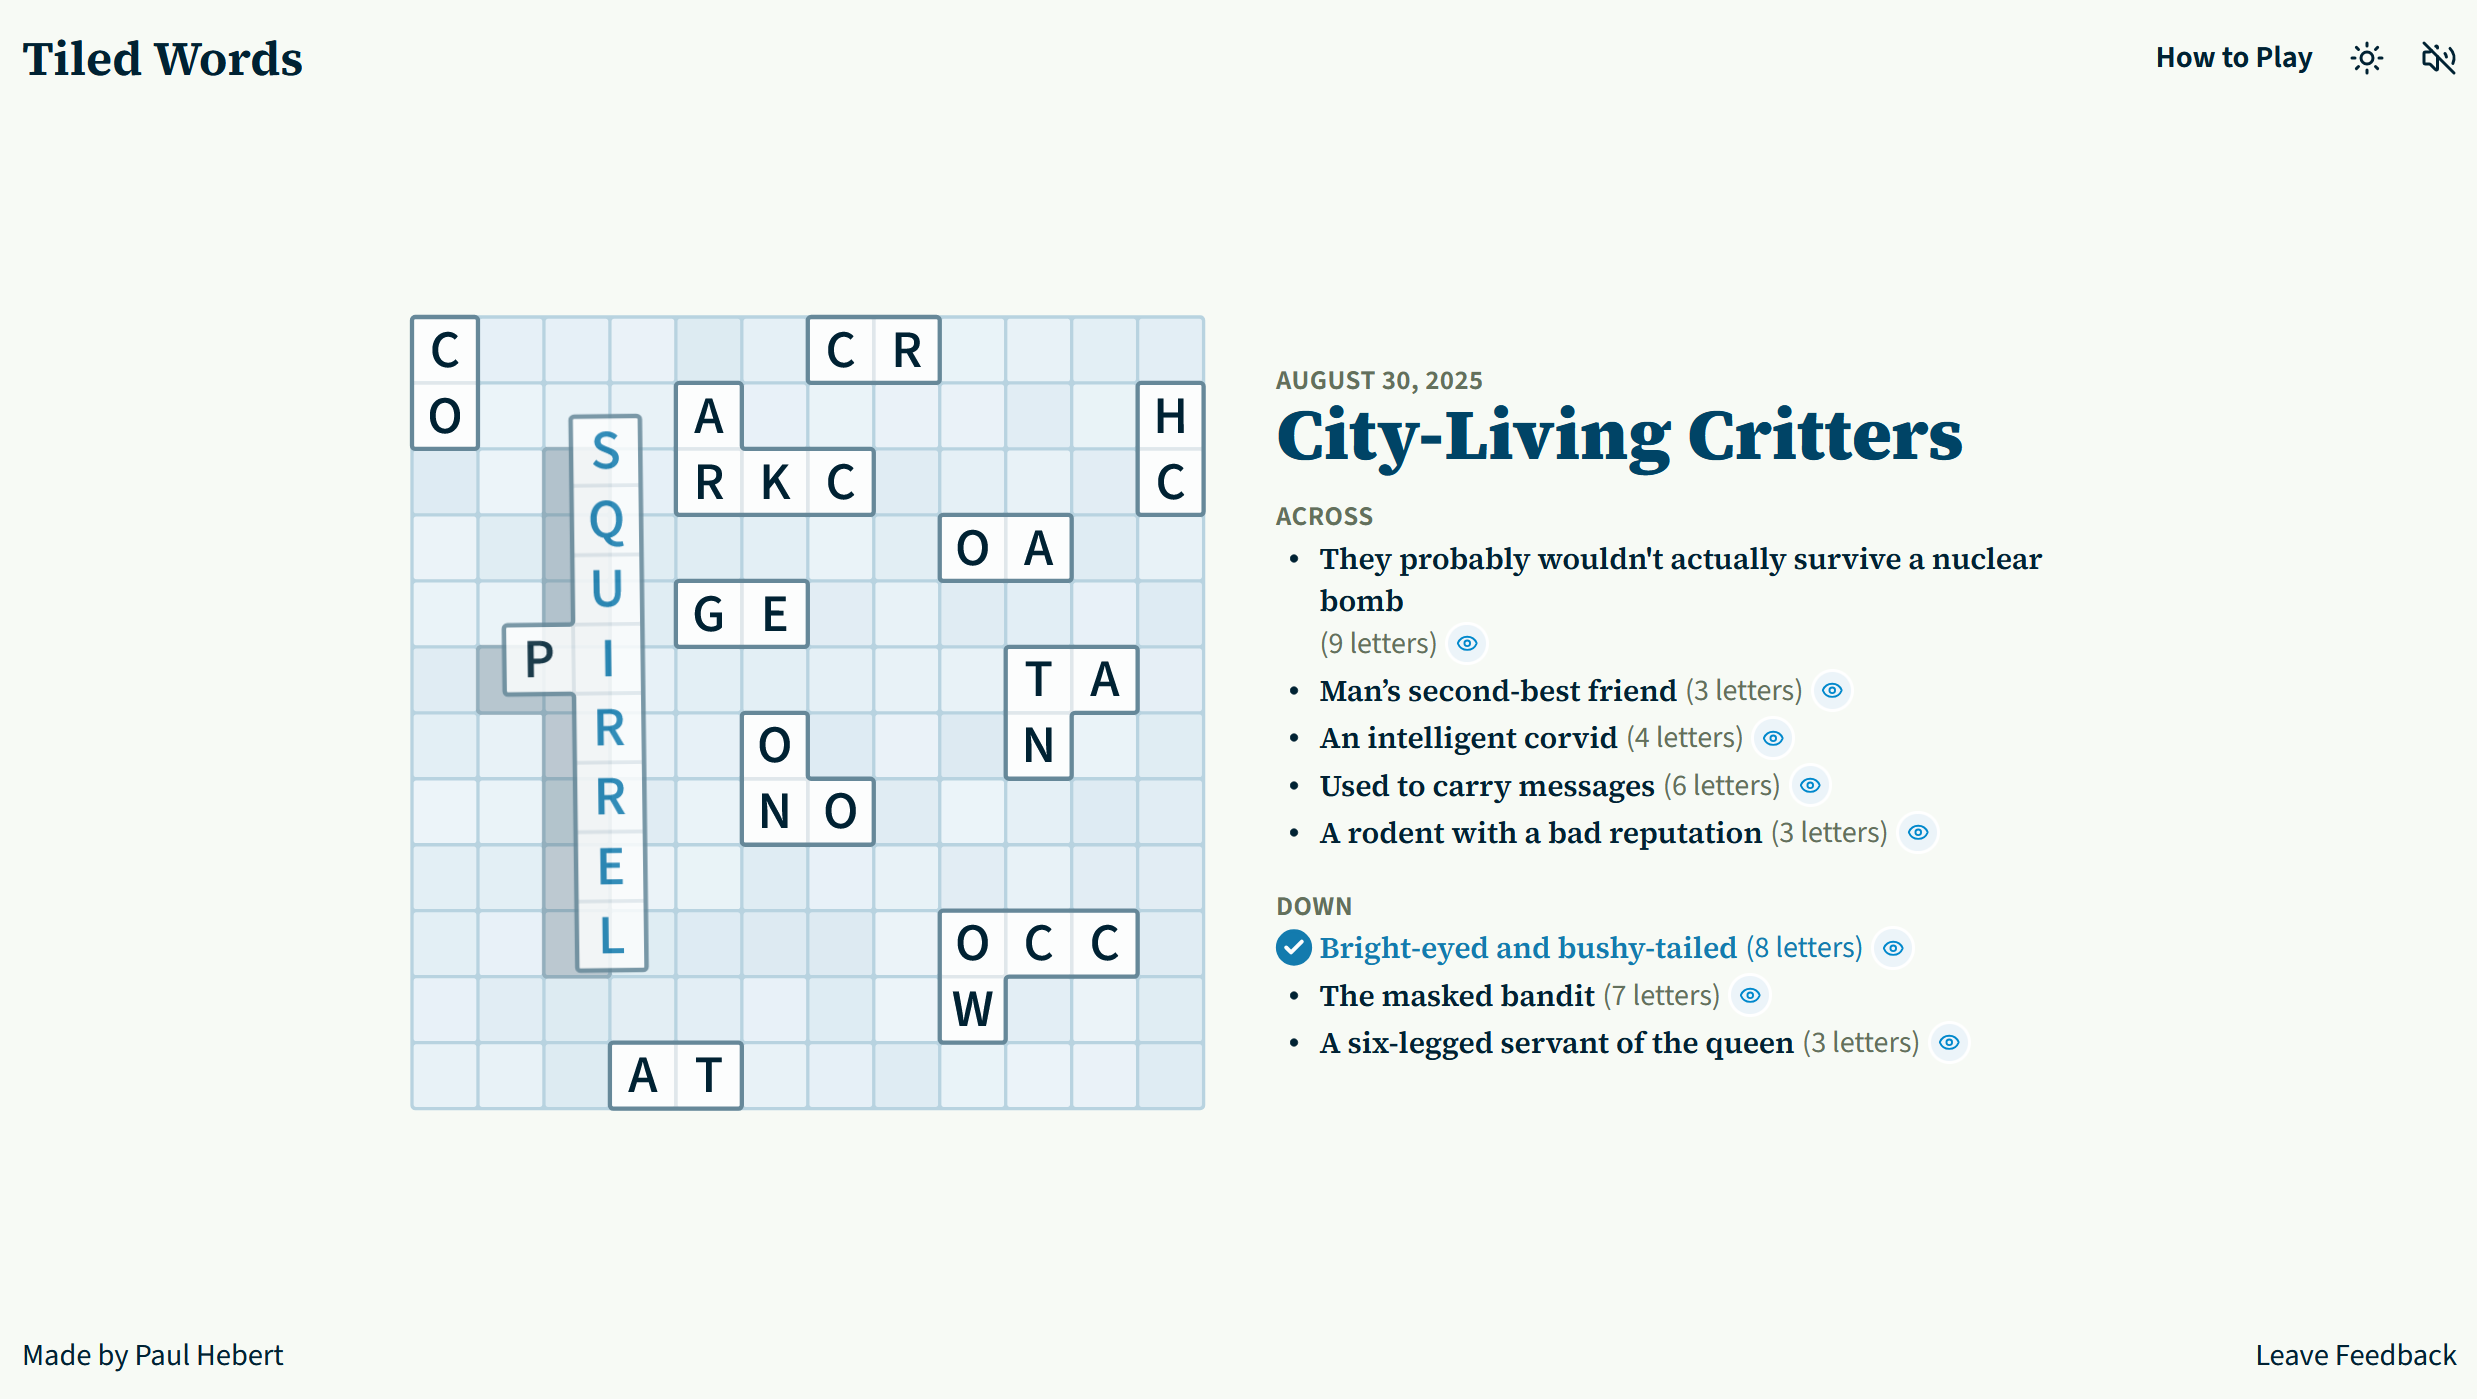 Tiled Words
How to Play
C C R
O A H
S
R K C C
Q
O A
U
G E
P I
T A
R
O N
R
N O
E
L
O C C
W
A T
AUGUST 30, 2025
City-Living Critters
ACROSS
• They probably wouldn't actually survive a nuclear
bomb
(9 letters)
• Man’s second-best friend (3 letters)
• An intelligent corvid (4 letters)
• Used to carry messages (6 letters)
• A rodent with a bad reputation (3 letters)
DOWN
Bright-eyed and bushy-tailed (8 letters)
• The masked bandit (7 letters)
• A six-legged servant of the queen (3 letters)
Made by Paul Hebert
Leave Feedback